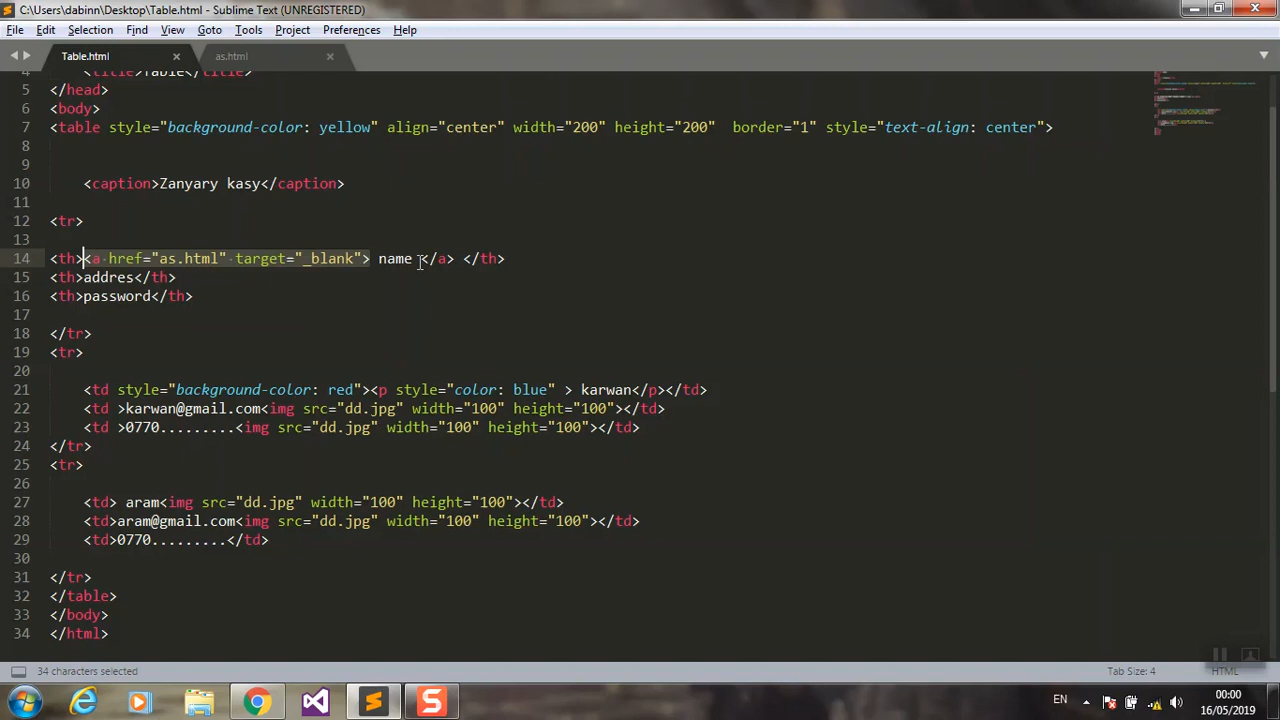 C:\Users\dabinn\Desktop\Table.html - Sublime Text (UNREGISTERED)
File Edit Selection Find View Goto Tools Project Preferences Help
Table.html × as.html ×
4 <title>Table</title>
5 </head>
6 <body>
7 <table style="background-color: yellow" align="center" width="200" height="200"  border="1" style="text-align: center">
8
9
10 <caption>Zanyary kasy</caption>
11
12 <tr>
13
14 <th><a href="as.html" target="_blank"> name </a> </th>
15 <th>addres</th>
16 <th>password</th>
17
18 </tr>
19 <tr>
20
21 <td style="background-color: red"><p style="color: blue" > karwan</p></td>
22 <td >karwan@gmail.com<img src="dd.jpg" width="100" height="100"></td>
23 <td >0770.........<img src="dd.jpg" width="100" height="100"></td>
24 </tr>
25 <tr>
26
27 <td> aram<img src="dd.jpg" width="100" height="100"></td>
28 <td>aram@gmail.com<img src="dd.jpg" width="100" height="100"></td>
29 <td>0770.........</td>
30
31 </tr>
32 </table>
33 </body>
34 </html>
34 characters selected Tab Size: 4 HTML
EN 00:00
16/05/2019